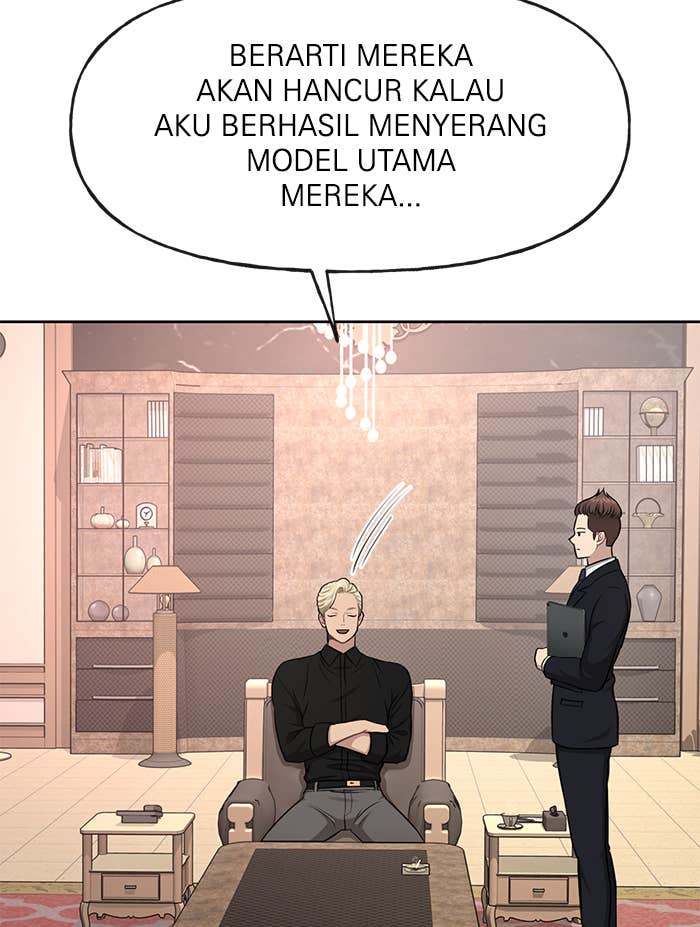 BERARTI MEREKA
AKAN HANCUR KALAU
AKU BERHASIL MENYERANG
MODEL UTAMA
MEREKA...